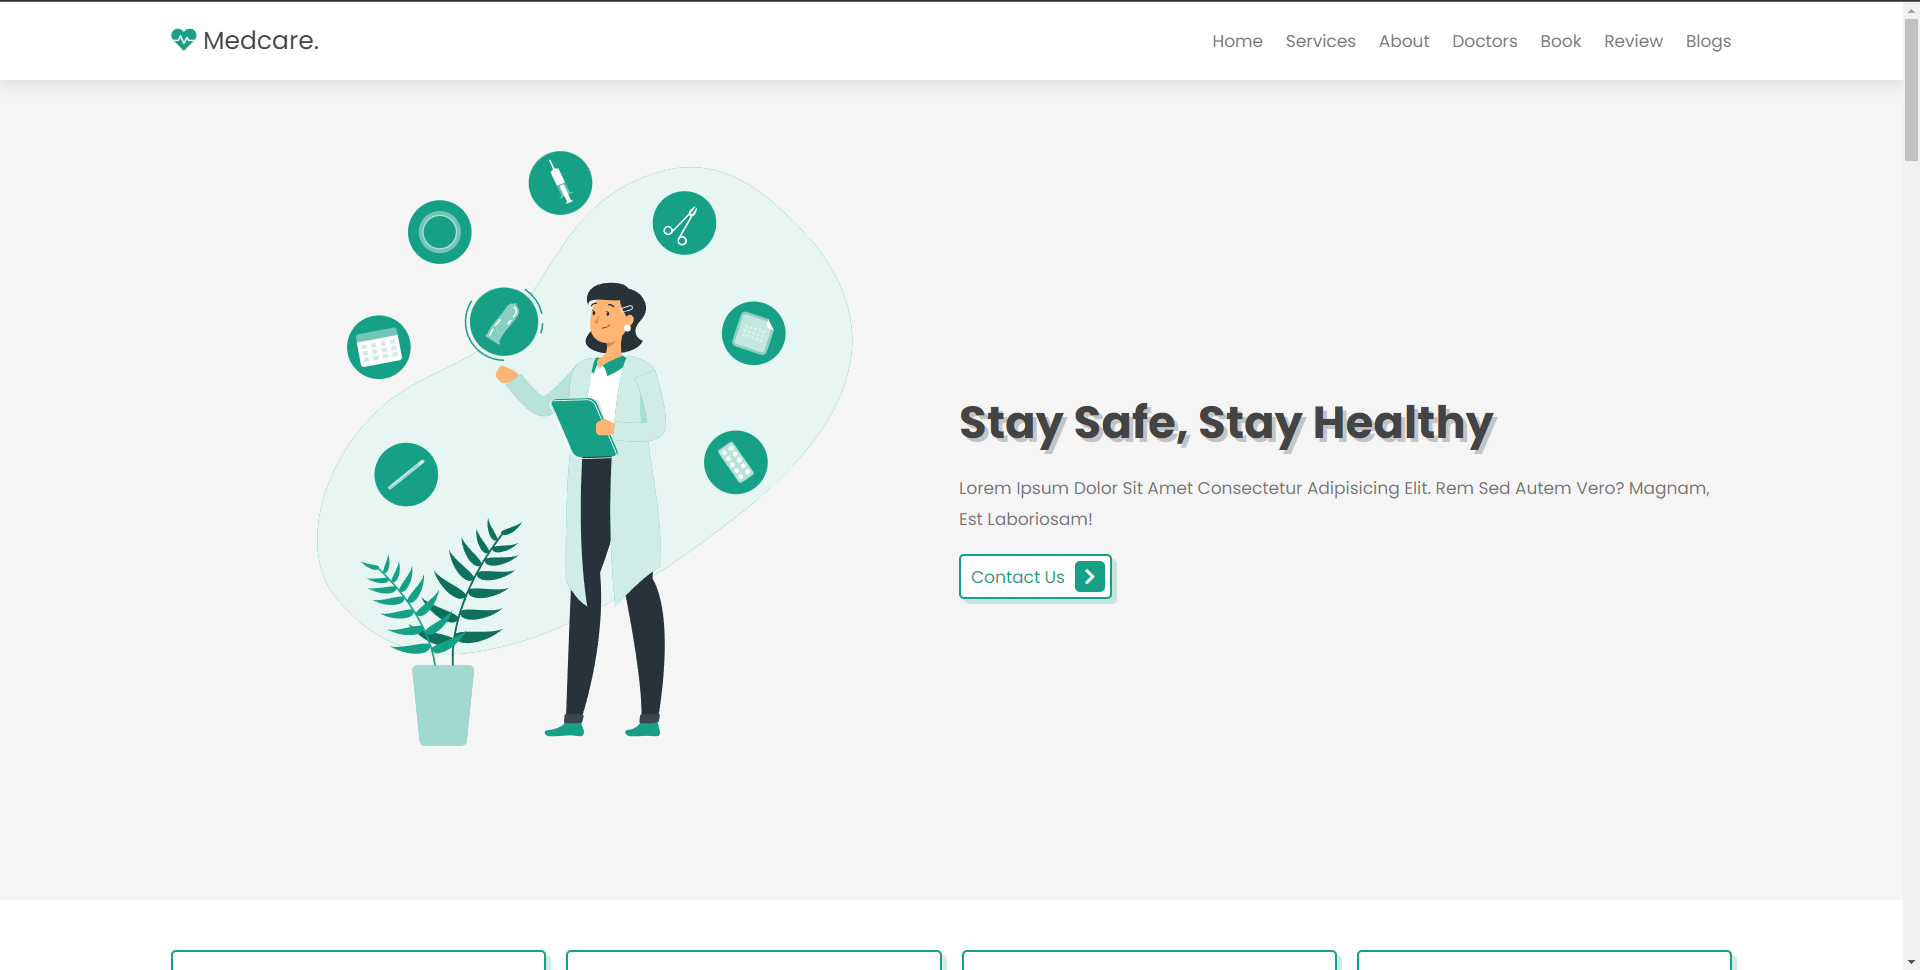 Medcare.
Home Services About Doctors Book Review Blogs
Stay Safe, Stay Healthy
Lorem Ipsum Dolor Sit Amet Consectetur Adipisicing Elit. Rem Sed Autem Vero? Magnam,
Est Laboriosam!
Contact Us